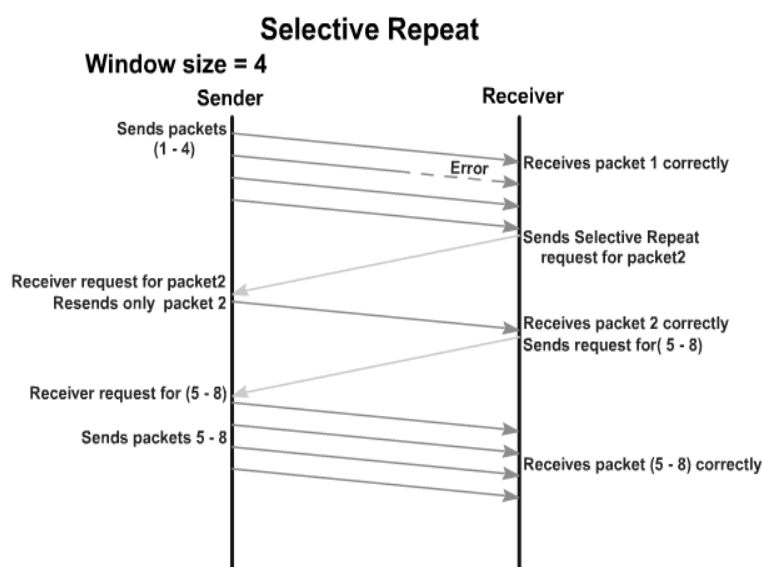 Selective Repeat
Window size = 4
Sender
Receiver
Sends packets
(1 - 4)
Error
Receives packet 1 correctly
Sends Selective Repeat
request for packet2
Receiver request for packet2
Resends only packet 2
Receives packet 2 correctly
Sends request for( 5 - 8)
Receiver request for (5 - 8)
Sends packets 5 - 8
Receives packet (5 - 8) correctly